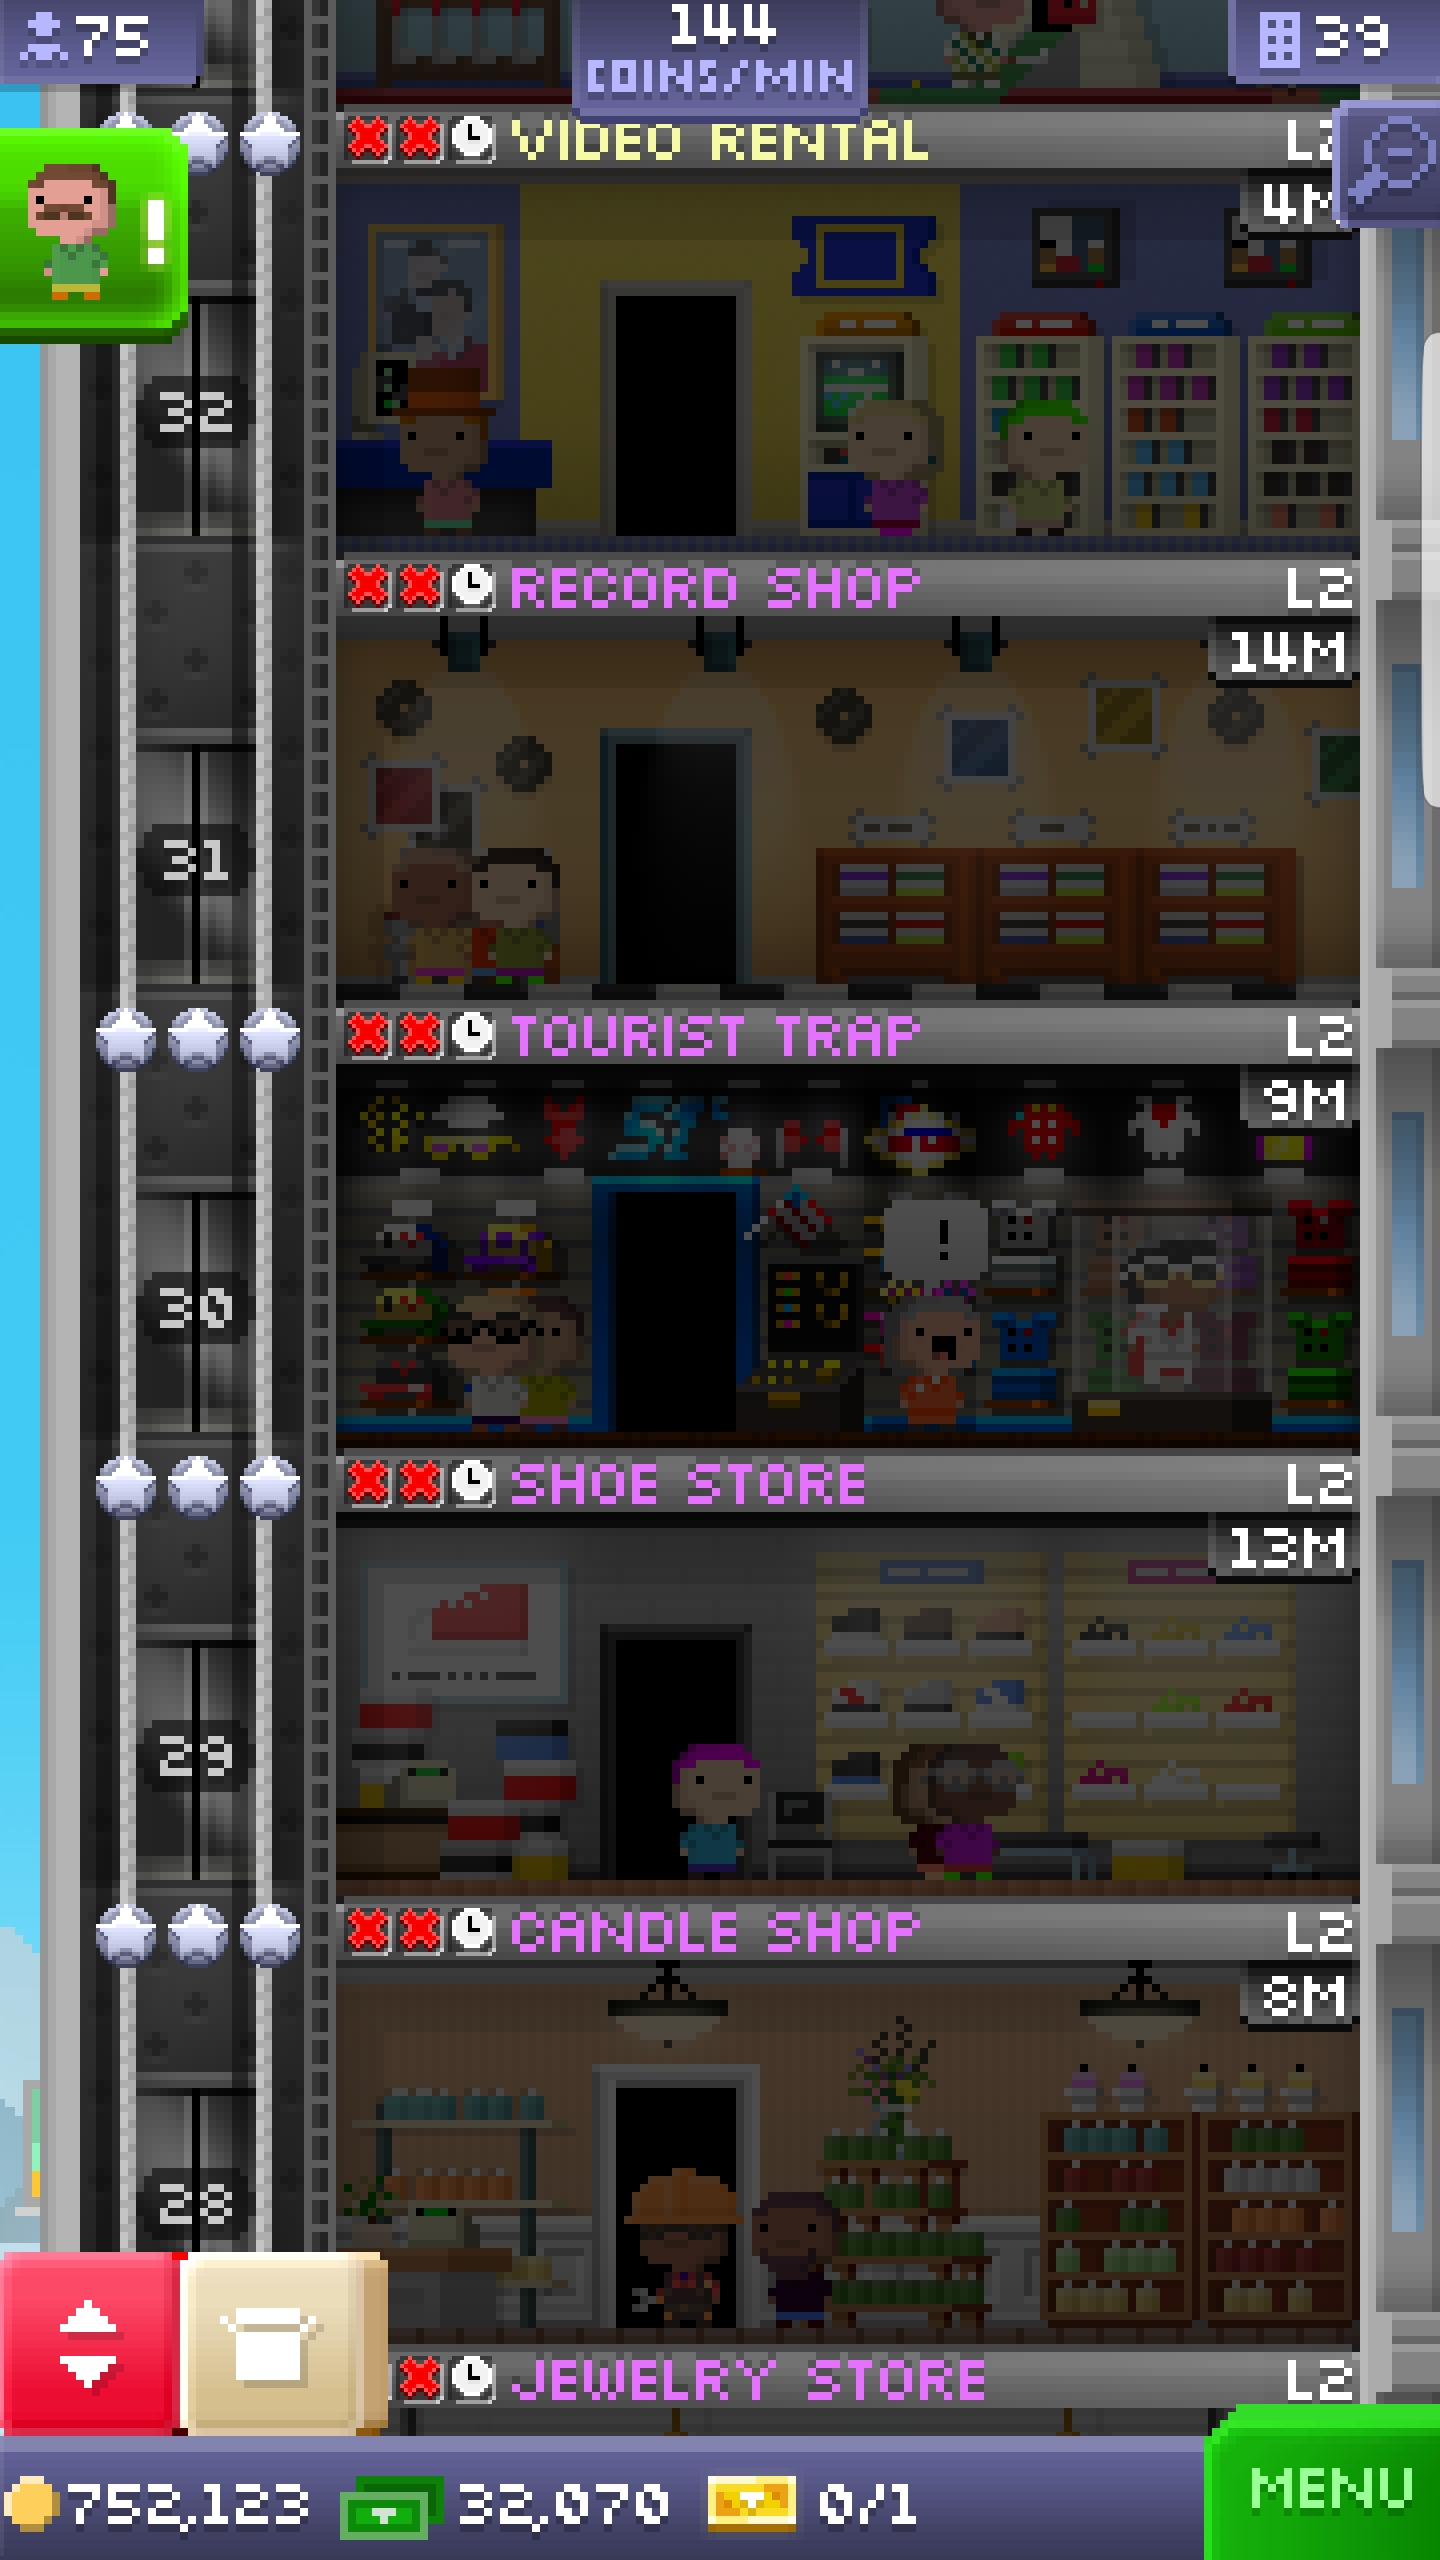 75
144
COINS/MIN
39
VIDEO RENTAL
L2
4M
!
32
RECORD SHOP
L2
14M
31
TOURIST TRAP
L2
9M
!
30
SHOE STORE
L2
13M
29
CANDLE SHOP
L2
8M
28
JEWELRY STORE
L2
752,123
32,070
0/1
MENU